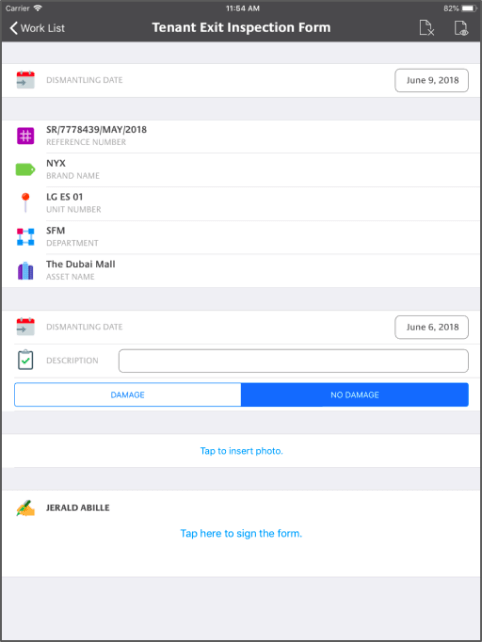 Carrier 11:54 AM 82%
Work List Tenant Exit Inspection Form
DISMANTLING DATE June 9, 2018
SR/7778439/MAY/2018
REFERENCE NUMBER
NYX
BRAND NAME
LG ES 01
UNIT NUMBER
SFM
DEPARTMENT
The Dubai Mall
ASSET NAME
DISMANTLING DATE June 6, 2018
DESCRIPTION
DAMAGE NO DAMAGE
Tap to insert photo.
JERALD ABILLE
Tap here to sign the form.